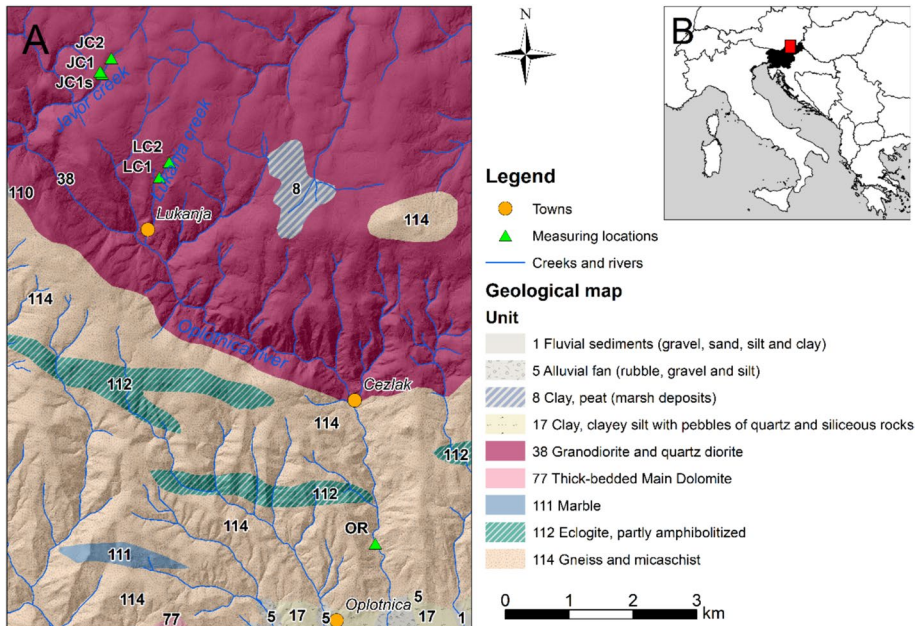 A
JC2
JC1
JC1s
Javor creek
LC2
LC1
Lukanja creek
8
38
110
114
Lukanja
114
Oplotnica river
112
Cezlak
114
112
112
114
OR
111
114
77
5
17
5
Oplotnica
5
17
1
N
B
Legend
Towns
Measuring locations
Creeks and rivers
Geological map
Unit
1 Fluvial sediments (gravel, sand, silt and clay)
5 Alluvial fan (rubble, gravel and silt)
8 Clay, peat (marsh deposits)
17 Clay, clayey silt with pebbles of quartz and siliceous rocks
38 Granodiorite and quartz diorite
77 Thick-bedded Main Dolomite
111 Marble
112 Eclogite, partly amphibolitized
114 Gneiss and micaschist
0 1 2 3
km